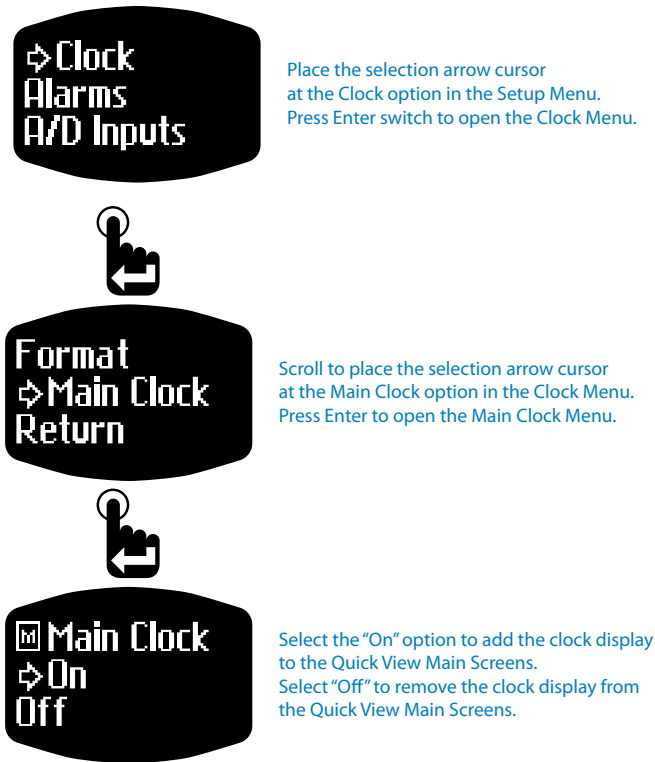 ➪Clock
Alarms
A/D Inputs
Place the selection arrow cursor
at the Clock option in the Setup Menu.
Press Enter switch to open the Clock Menu.
Format
➪Main Clock
Return
Scroll to place the selection arrow cursor
at the Main Clock option in the Clock Menu.
Press Enter to open the Main Clock Menu.
M Main Clock
➪On
Off
Select the “On” option to add the clock display
to the Quick View Main Screens.
Select “Off” to remove the clock display from
the Quick View Main Screens.